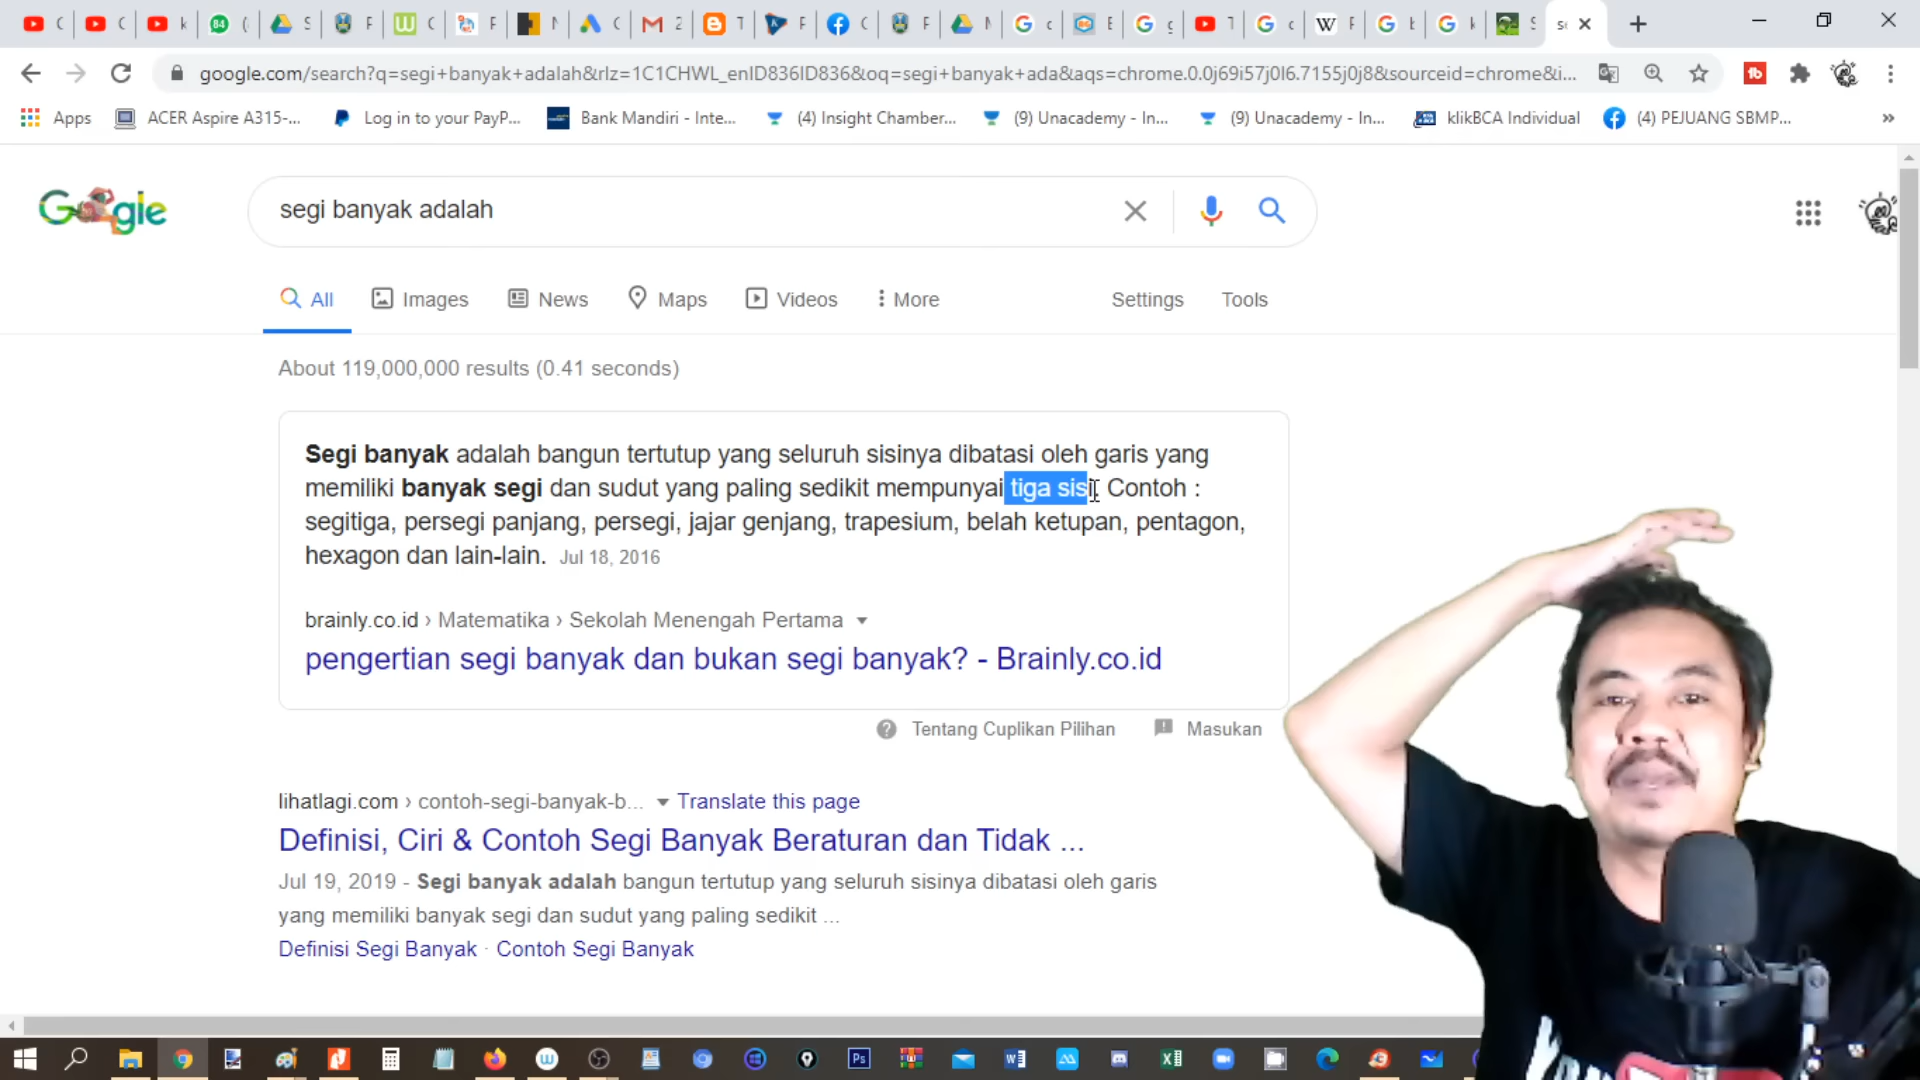 google.com/search?q=segi+banyak+adalah&rlz=1C1CHWL_enID836ID836&oq=segi+banyak+ada&aqs=chrome.0.0j69i57j0l6.7155j0j8&sourceid=chrome&i...
Apps
ACER Aspire A315-...
Log in to your PayP...
Bank Mandiri - Inte...
(4) Insight Chamber...
(9) Unacademy - In...
(9) Unacademy - In...
klikBCA Individual
(4) PEJUANG SBMP...
»
Google
segi banyak adalah
All
Images
News
Maps
Videos
More
Settings
Tools
About 119,000,000 results (0.41 seconds)
Segi banyak adalah bangun tertutup yang seluruh sisinya dibatasi oleh garis yang
memiliki banyak segi dan sudut yang paling sedikit mempunyai tiga sisi. Contoh :
segitiga, persegi panjang, persegi, jajar genjang, trapesium, belah ketupan, pentagon,
hexagon dan lain-lain. Jul 18, 2016
brainly.co.id › Matematika › Sekolah Menengah Pertama
pengertian segi banyak dan bukan segi banyak? - Brainly.co.id
Tentang Cuplikan Pilihan
Masukan
lihatlagi.com › contoh-segi-banyak-b... Translate this page
Definisi, Ciri & Contoh Segi Banyak Beraturan dan Tidak ...
Jul 19, 2019 - Segi banyak adalah bangun tertutup yang seluruh sisinya dibatasi oleh garis
yang memiliki banyak segi dan sudut yang paling sedikit ...
Definisi Segi Banyak · Contoh Segi Banyak